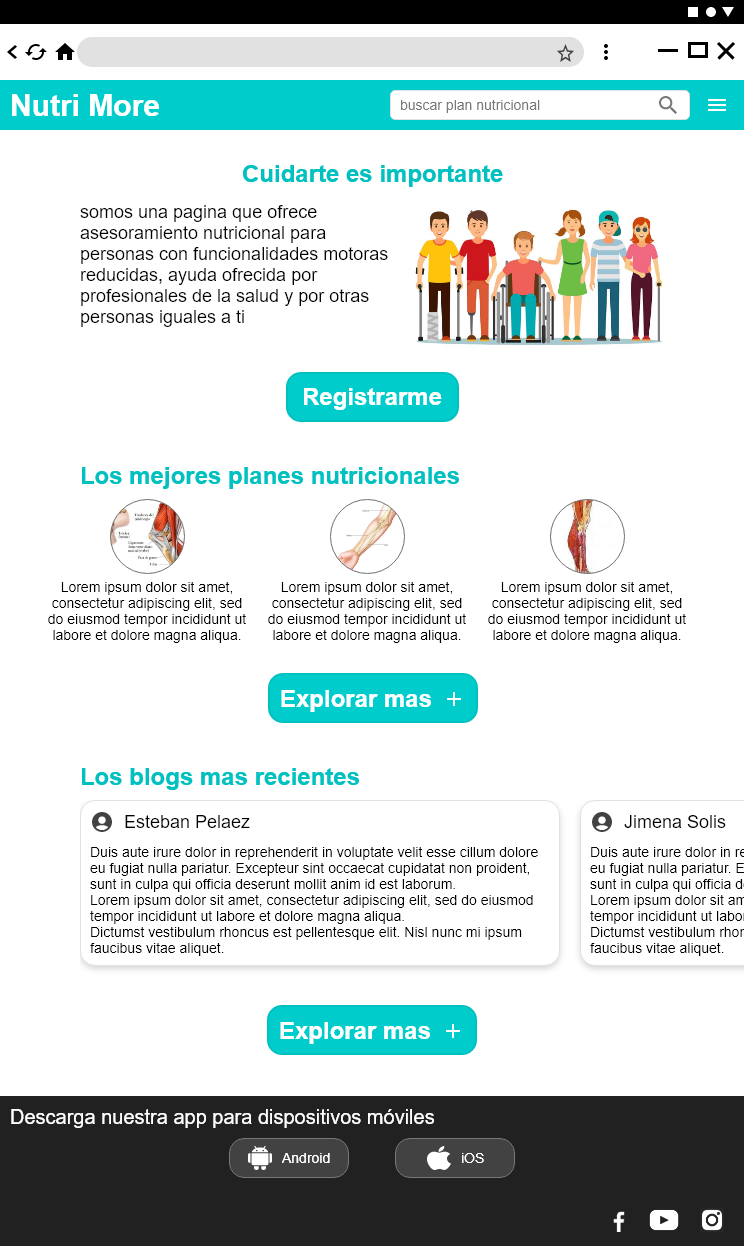 Nutri More
buscar plan nutricional
Cuidarte es importante
somos una pagina que ofrece
asesoramiento nutricional para
personas con funcionalidades motoras
reducidas, ayuda ofrecida por
profesionales de la salud y por otras
personas iguales a ti
Registrarme
Los mejores planes nutricionales
Lorem ipsum dolor sit amet,
consectetur adipiscing elit, sed
do eiusmod tempor incididunt ut
labore et dolore magna aliqua.
Lorem ipsum dolor sit amet,
consectetur adipiscing elit, sed
do eiusmod tempor incididunt ut
labore et dolore magna aliqua.
Lorem ipsum dolor sit amet,
consectetur adipiscing elit, sed
do eiusmod tempor incididunt ut
labore et dolore magna aliqua.
Explorar mas +
Los blogs mas recientes
Esteban Pelaez
Duis aute irure dolor in reprehenderit in voluptate velit esse cillum dolore
eu fugiat nulla pariatur. Excepteur sint occaecat cupidatat non proident,
sunt in culpa qui officia deserunt mollit anim id est laborum.
Lorem ipsum dolor sit amet, consectetur adipiscing elit, sed do eiusmod
tempor incididunt ut labore et dolore magna aliqua.
Dictumst vestibulum rhoncus est pellentesque elit. Nisl nunc mi ipsum
faucibus vitae aliquet.
Jimena Solis
Duis aute irure dolor in re
eu fugiat nulla pariatur. E
sunt in culpa qui officia d
Lorem ipsum dolor sit am
tempor incididunt ut labo
Dictumst vestibulum rhon
faucibus vitae aliquet.
Explorar mas +
Descarga nuestra app para dispositivos móviles
Android
iOS